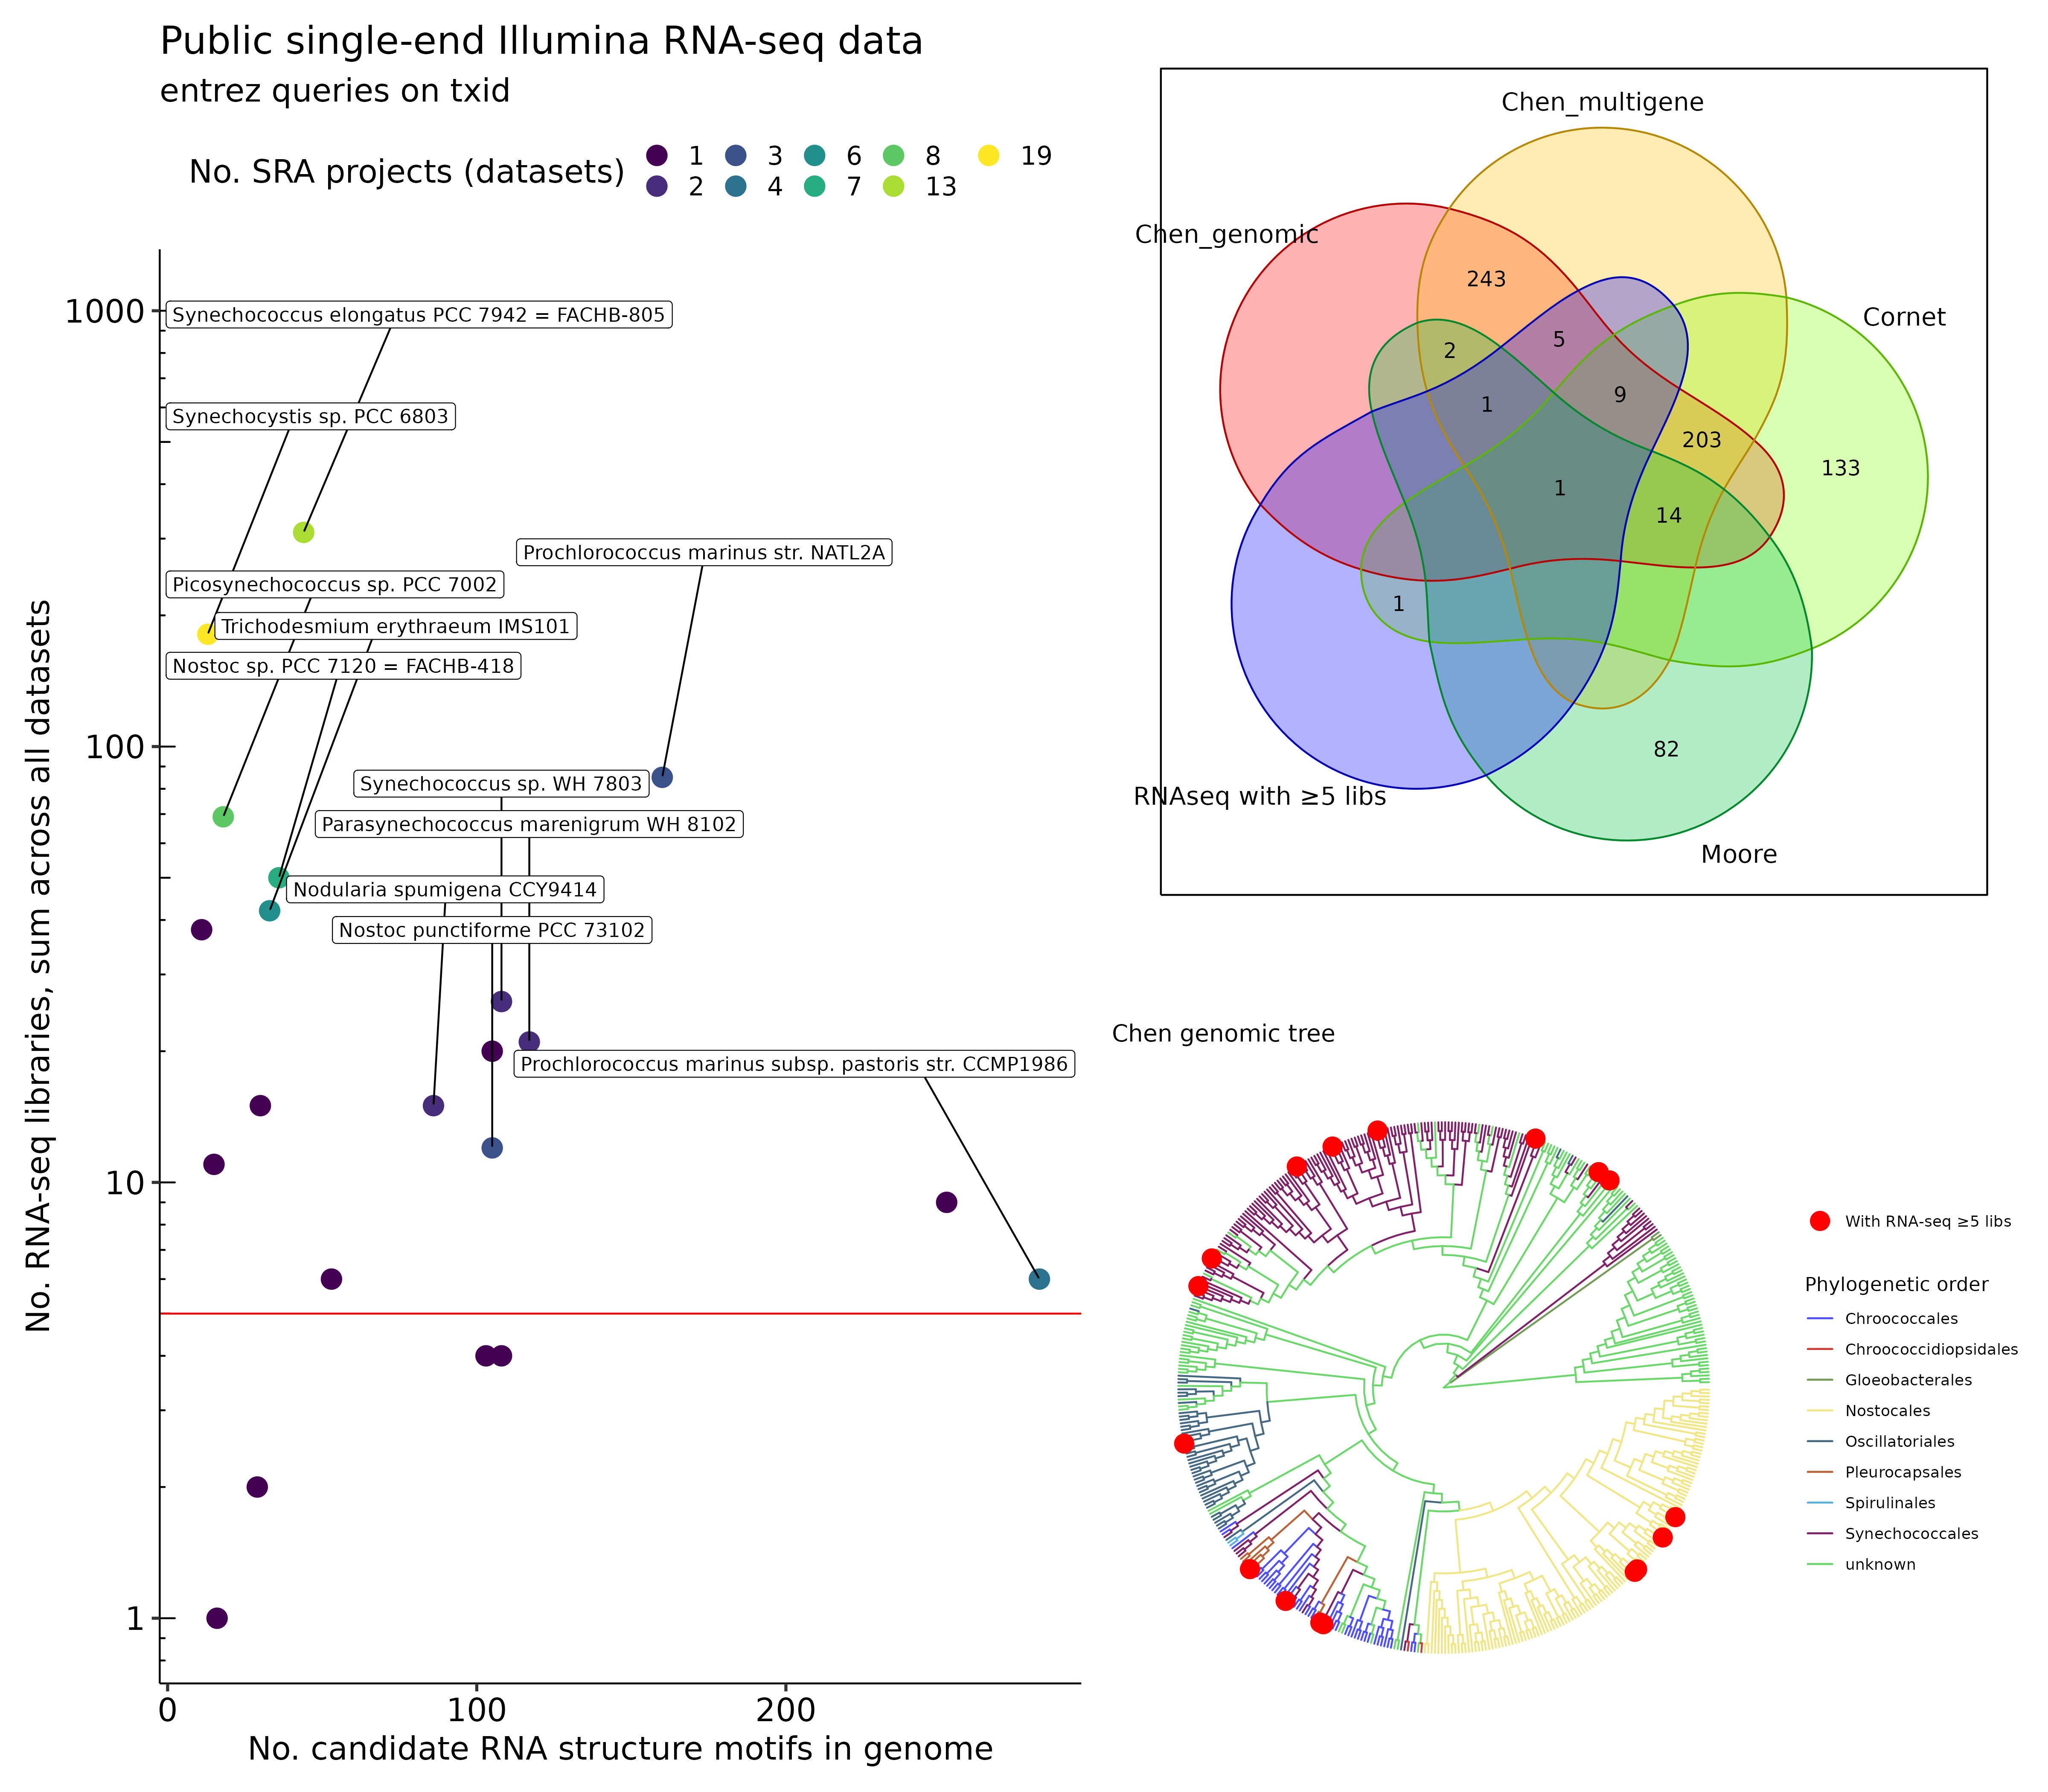 Public single-end Illumina RNA-seq data
entrez queries on txid
No. SRA projects (datasets)
1 3 6 8 19
2 4 7 13
No. RNA-seq libraries, sum across all datasets
1000
100
10
1
Synechococcus elongatus PCC 7942 = FACHB-805
Synechocystis sp. PCC 6803
Prochlorococcus marinus str. NATL2A
Picosynechococcus sp. PCC 7002
Trichodesmium erythraeum IMS101
Nostoc sp. PCC 7120 = FACHB-418
Synechococcus sp. WH 7803
Parasynechococcus marenigrum WH 8102
Nodularia spumigena CCY9414
Nostoc punctiforme PCC 73102
Prochlorococcus marinus subsp. pastoris str. CCMP1986
0 100 200
No. candidate RNA structure motifs in genome
Chen_multigene
Chen_genomic
Cornet
RNAseq with ≥5 libs
Moore
243
5
2
9
1
203
133
1
14
1
82
Chen genomic tree
With RNA-seq ≥5 libs
Phylogenetic order
Chroococcales
Chroococcidiopsidales
Gloeobacterales
Nostocales
Oscillatoriales
Pleurocapsales
Spirulinales
Synechococcales
unknown